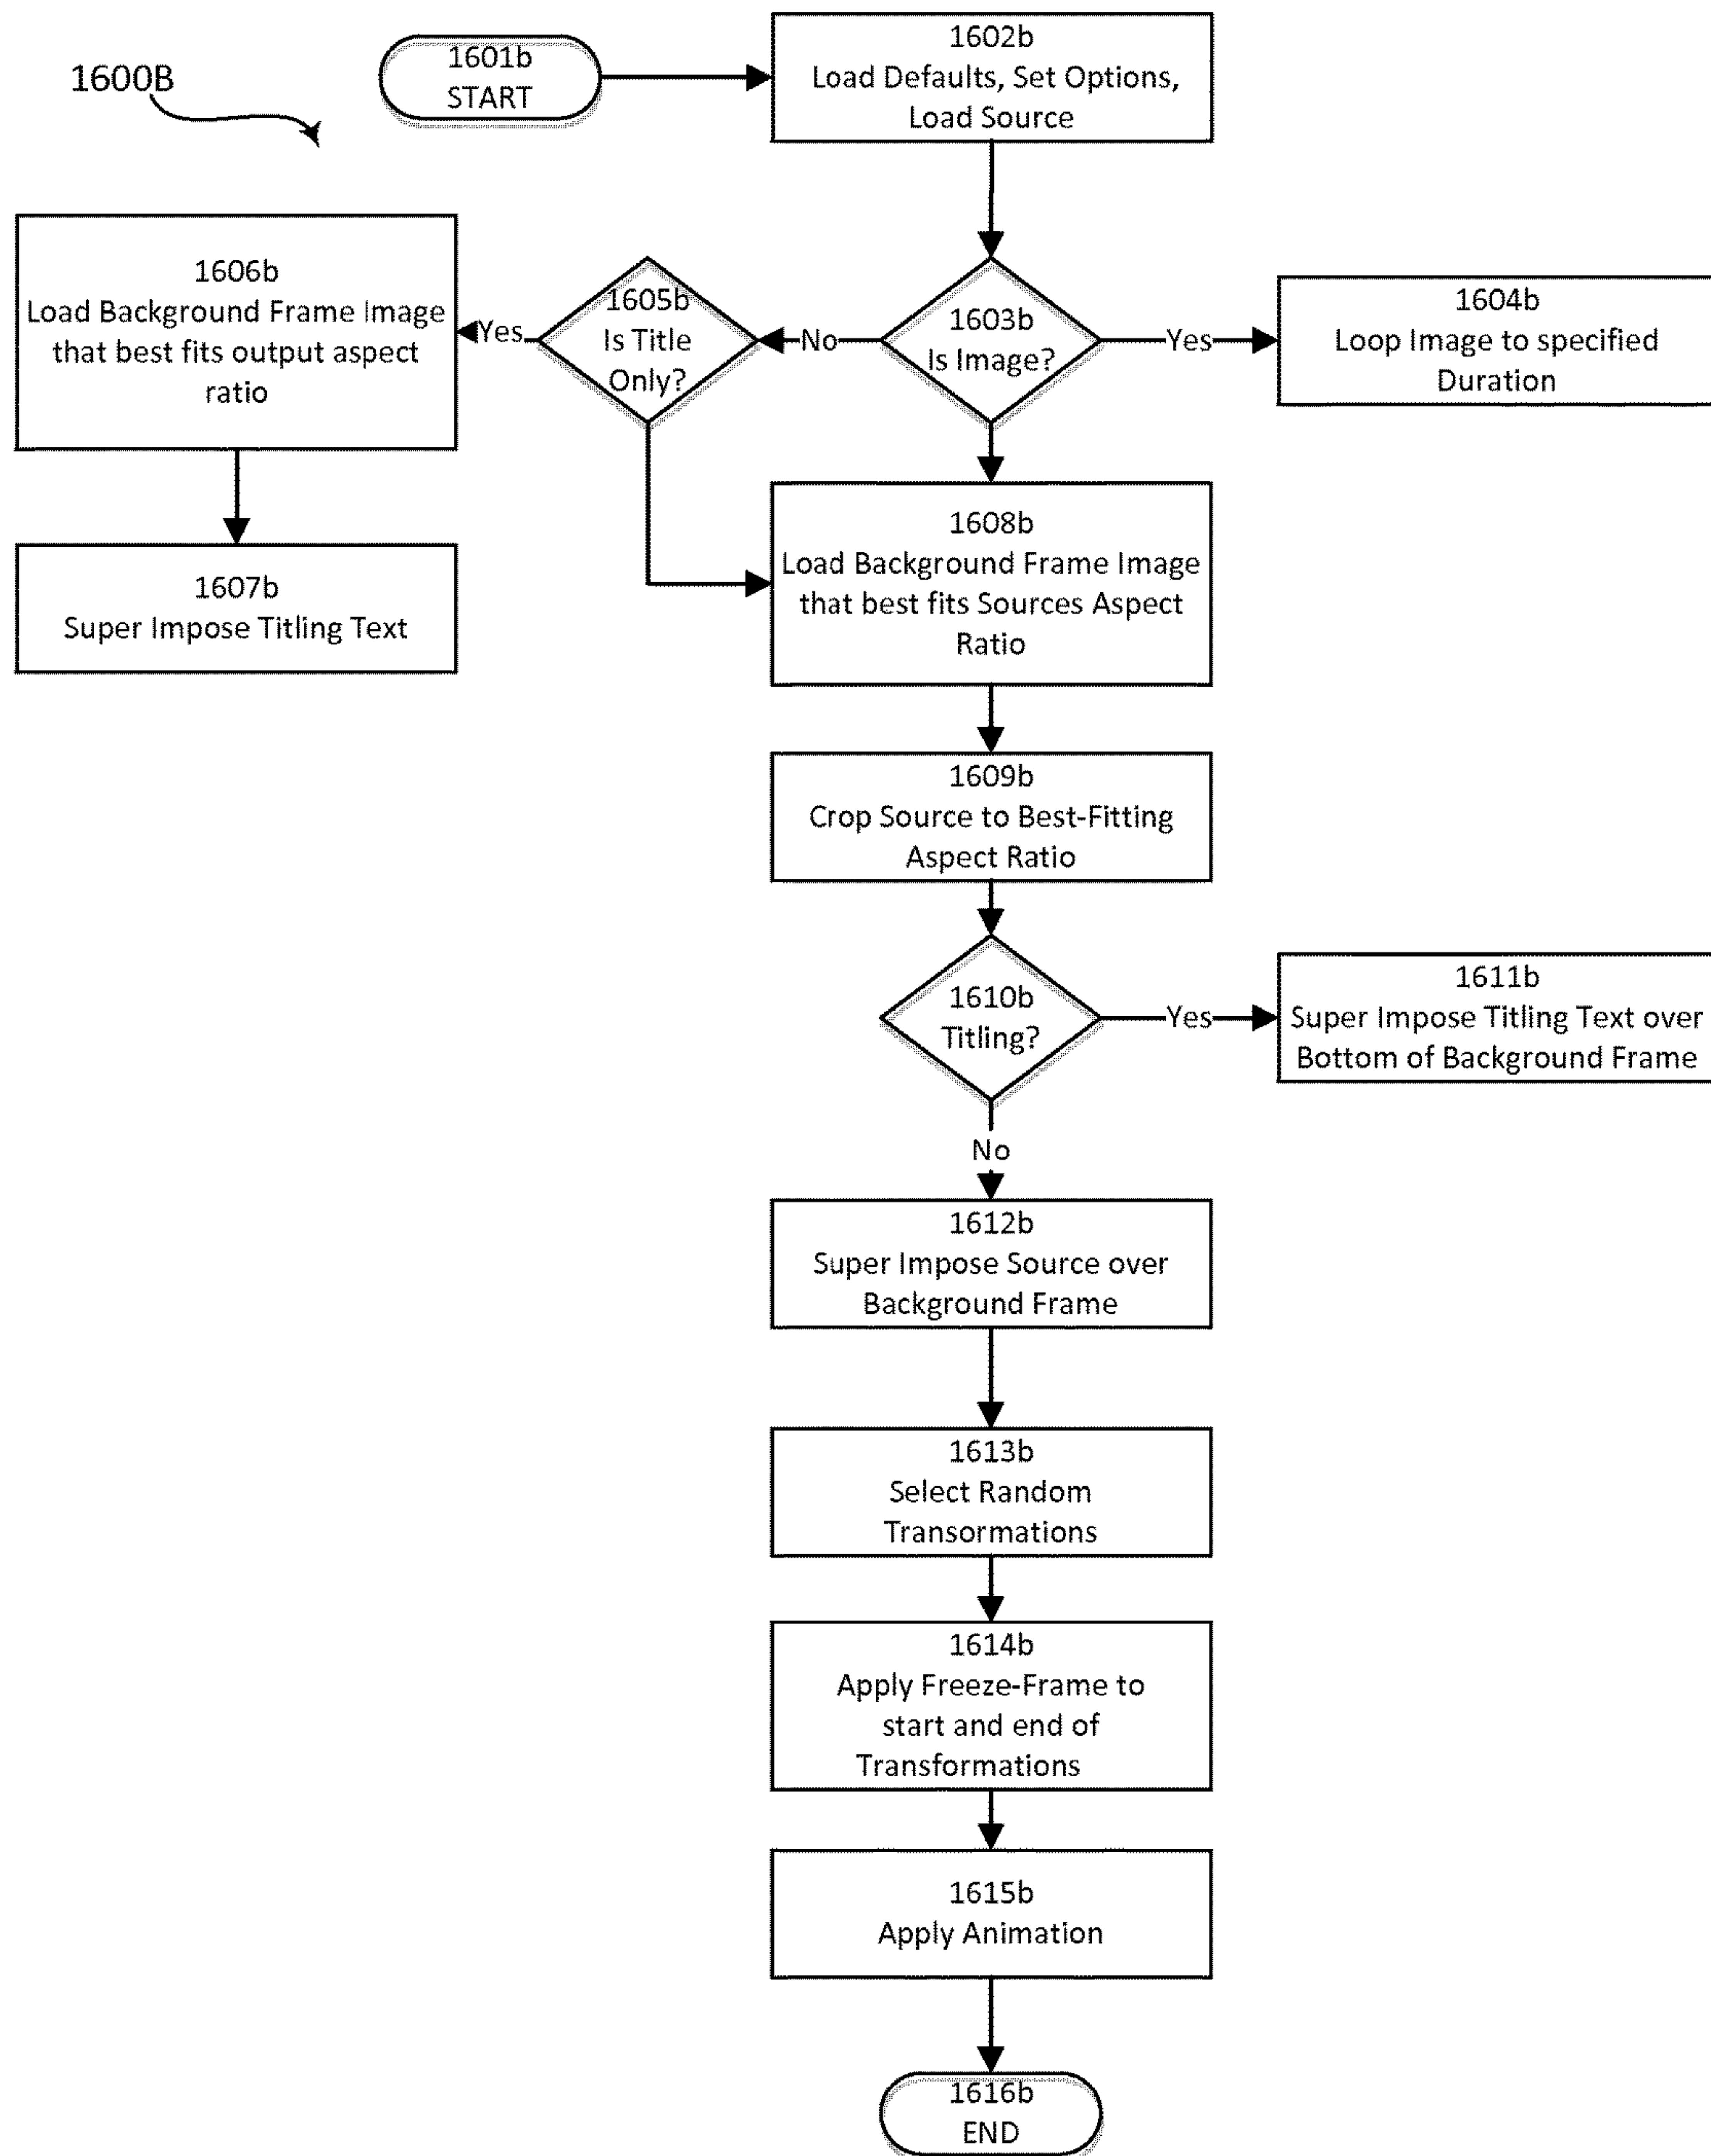 1600B
1601b
START
1602b
Load Defaults, Set Options,
Load Source
1603b
Is Image?
Yes
1604b
Loop Image to specified
Duration
No
1605b
Is Title
Only?
Yes
1606b
Load Background Frame Image
that best fits output aspect
ratio
1607b
Super Impose Titling Text
1608b
Load Background Frame Image
that best fits Sources Aspect
Ratio
1609b
Crop Source to Best-Fitting
Aspect Ratio
1610b
Titling?
Yes
1611b
Super Impose Titling Text over
Bottom of Background Frame
No
1612b
Super Impose Source over
Background Frame
1613b
Select Random
Transormations
1614b
Apply Freeze-Frame to
start and end of
Transformations
1615b
Apply Animation
1616b
END